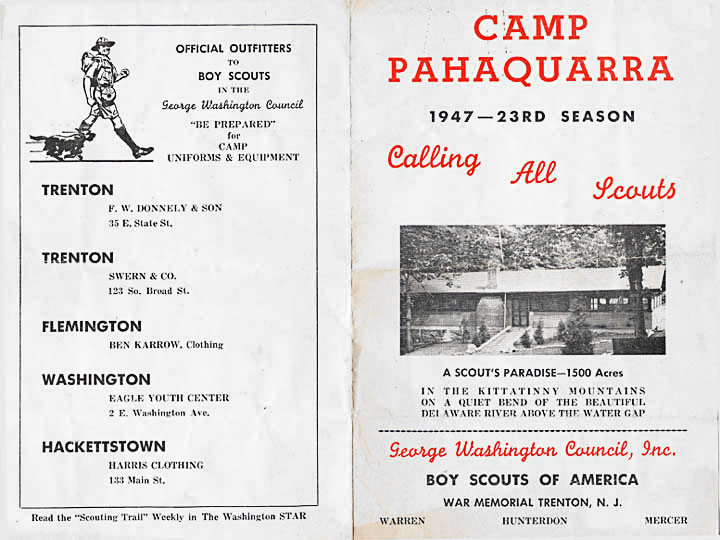 OFFICIAL OUTFITTERS
TO
BOY SCOUTS
IN THE
George Washington Council
"BE PREPARED"
for
CAMP
UNIFORMS & EQUIPMENT
TRENTON
F. W. DONNELY & SON
35 E. State St.
TRENTON
SWERN & CO.
123 So. Broad St.
FLEMINGTON
BEN KARROW, Clothing
WASHINGTON
EAGLE YOUTH CENTER
2 E. Washington Ave.
HACKETTSTOWN
HARRIS CLOTHING
133 Main St.
Read the "Scouting Trail" Weekly in The Washington STAR
CAMP
PAHAQUARRA
1947—23RD SEASON
Calling All Scouts
A SCOUT'S PARADISE—1500 Acres
IN THE KITTATINNY MOUNTAINS
ON A QUIET BEND OF THE BEAUTIFUL
DELAWARE RIVER ABOVE THE WATER GAP
George Washington Council, Inc.
BOY SCOUTS OF AMERICA
WAR MEMORIAL TRENTON, N. J.
WARREN HUNTERDON MERCER